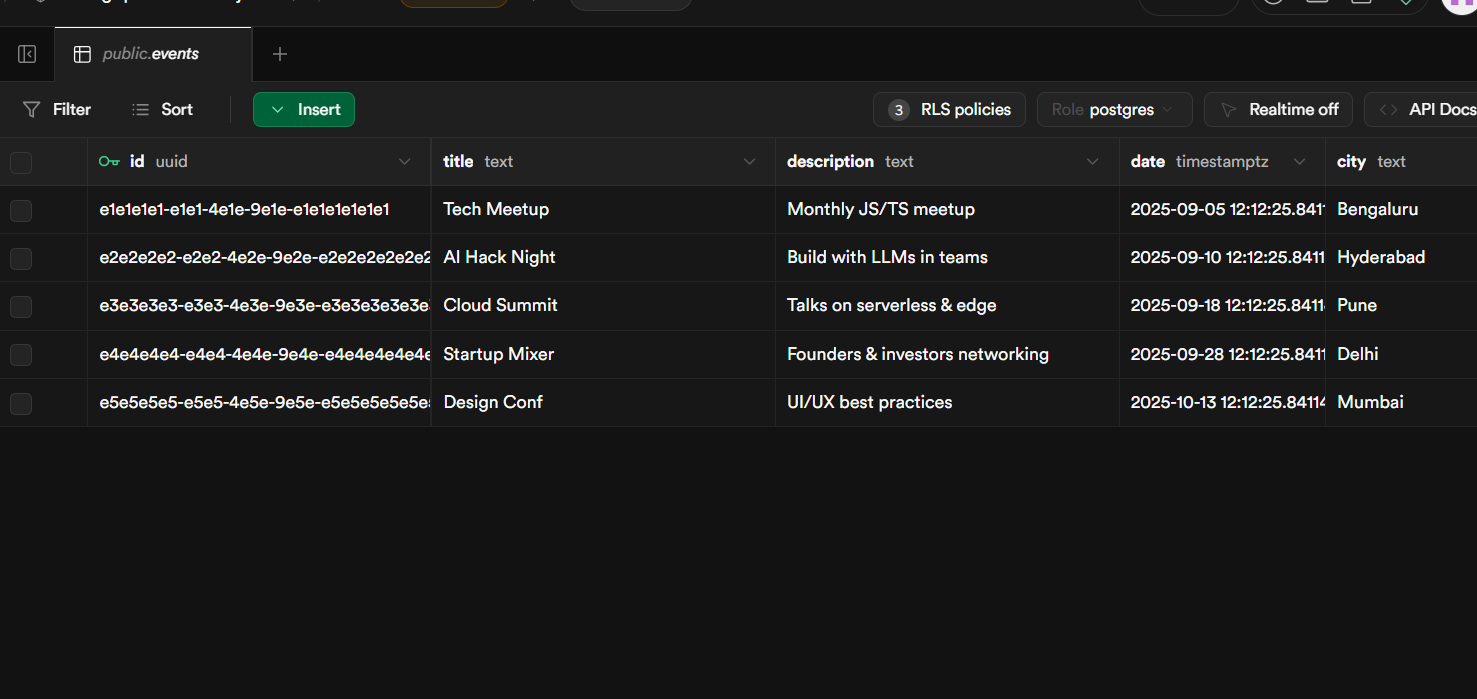 public.events
Filter Sort Insert 3 RLS policies Role postgres Realtime off API Docs
id uuid title text description text date timestamptz city text
e1e1e1e1-e1e1-4e1e-9e1e-e1e1e1e1e1e1 Tech Meetup Monthly JS/TS meetup 2025-09-05 12:12:25.8411 Bengaluru
e2e2e2e2-e2e2-4e2e-9e2e-e2e2e2e2e2e2 AI Hack Night Build with LLMs in teams 2025-09-10 12:12:25.8411 Hyderabad
e3e3e3e3-e3e3-4e3e-9e3e-e3e3e3e3e3e Cloud Summit Talks on serverless & edge 2025-09-18 12:12:25.8411 Pune
e4e4e4e4-e4e4-4e4e-9e4e-e4e4e4e4e4e Startup Mixer Founders & investors networking 2025-09-28 12:12:25.8411 Delhi
e5e5e5e5-e5e5-4e5e-9e5e-e5e5e5e5e5e Design Conf UI/UX best practices 2025-10-13 12:12:25.84114 Mumbai